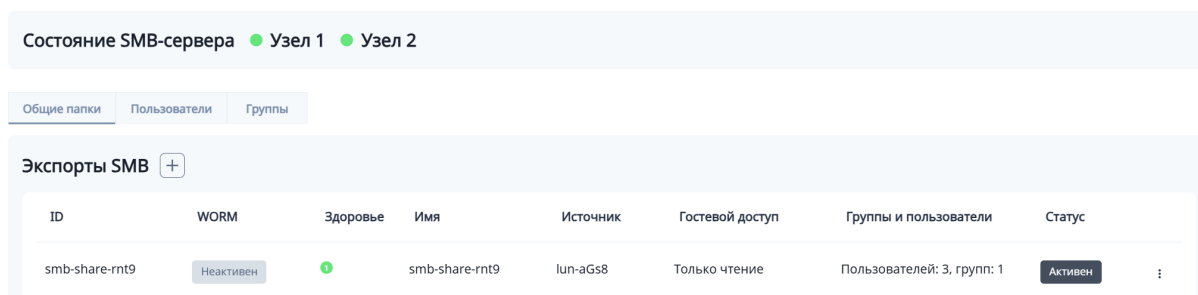 Состояние SMB-сервера Узел 1 Узел 2
Общие папки Пользователи Группы
Экспорты SMB +
ID WORM Здоровье Имя Источник Гостевой доступ Группы и пользователи Статус
smb-share-rnt9 Неактивен 1 smb-share-rnt9 lun-aGs8 Только чтение Пользователей: 3, групп: 1 Активен